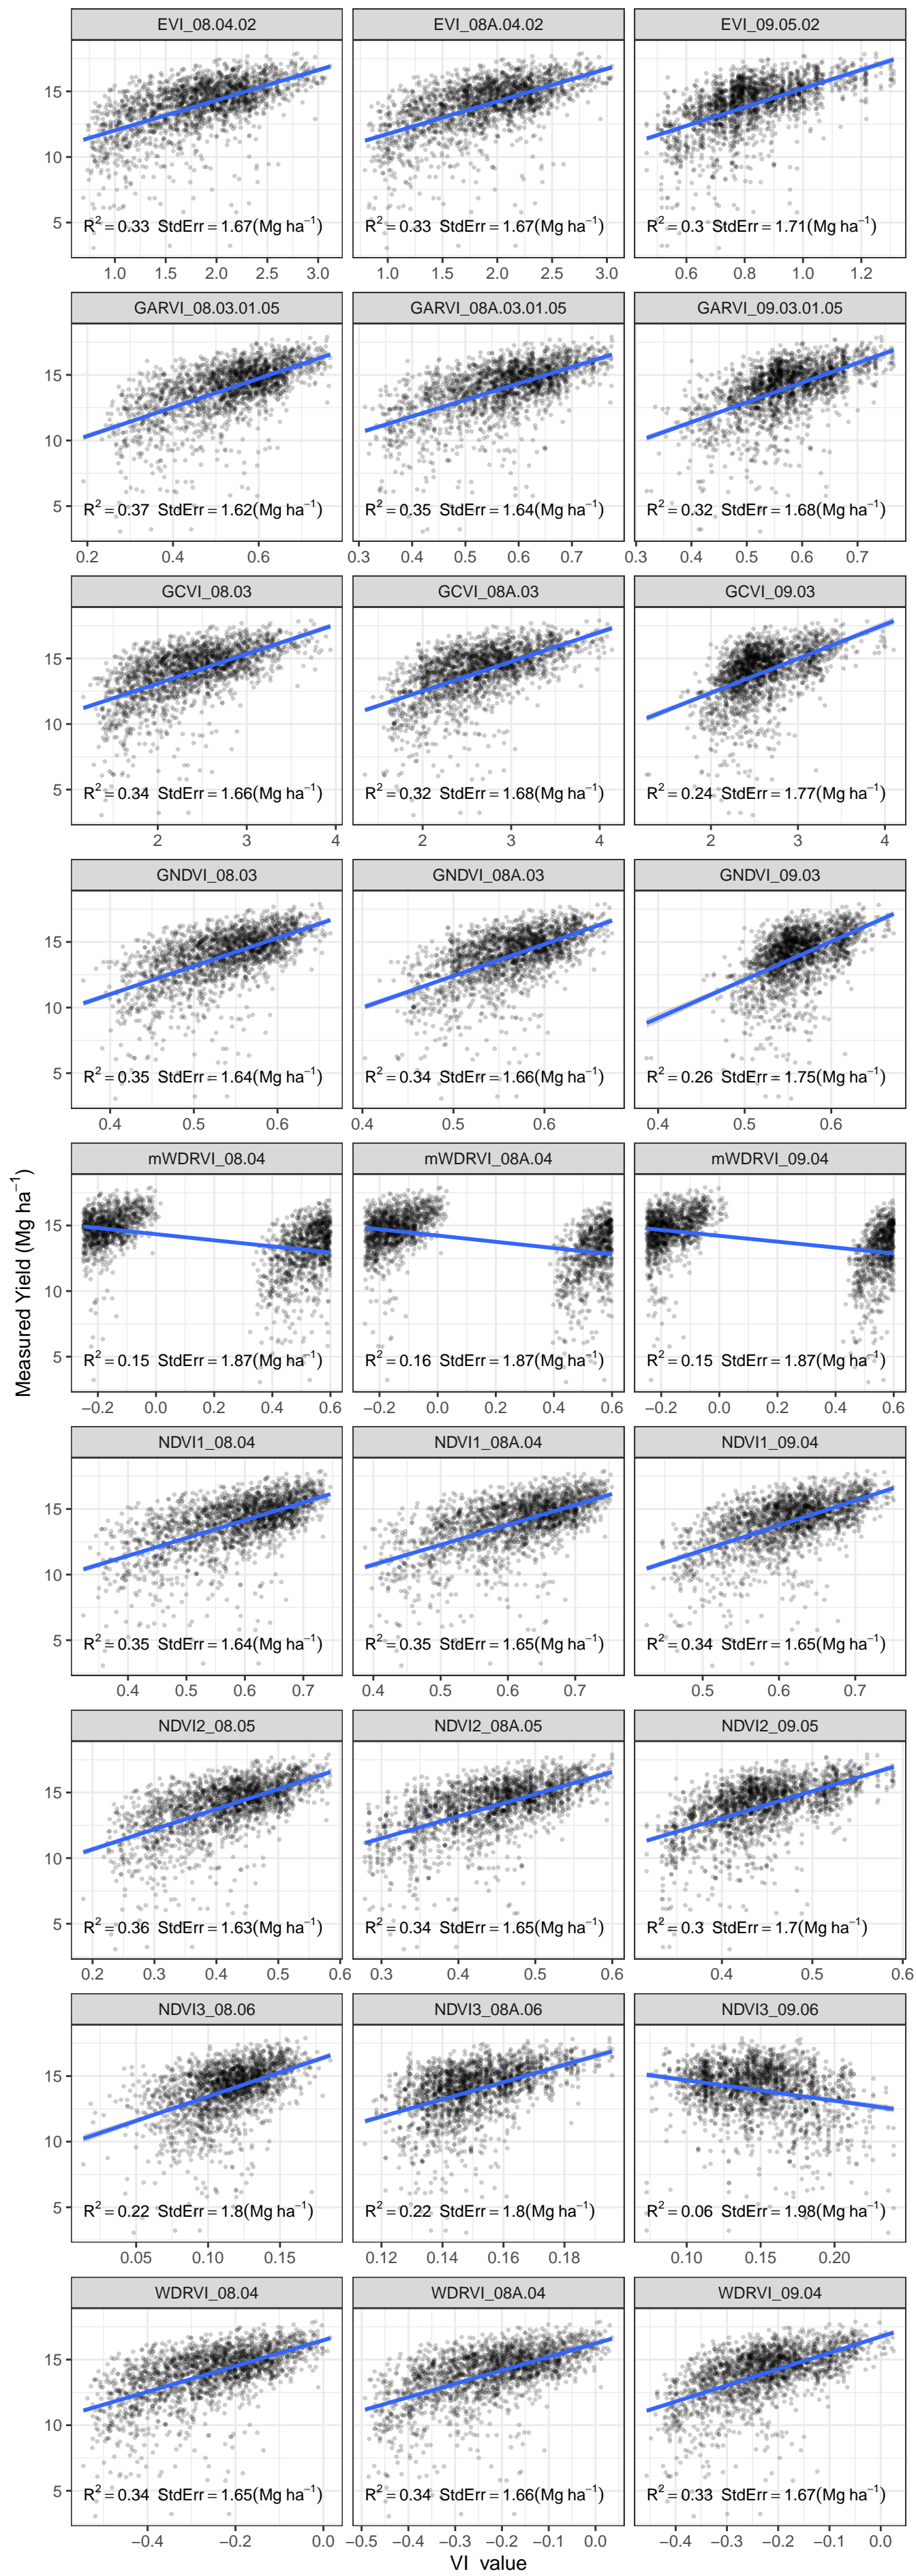 EVI_08.04.02 EVI_08A.04.02 EVI_09.05.02
15
10
5
R² = 0.33 StdErr = 1.67(Mg ha⁻¹) R² = 0.33 StdErr = 1.67(Mg ha⁻¹) R² = 0.3 StdErr = 1.71(Mg ha⁻¹)
1.0 1.5 2.0 2.5 3.0 1.0 1.5 2.0 2.5 3.0 0.6 0.8 1.0 1.2
GARVI_08.03.01.05 GARVI_08A.03.01.05 GARVI_09.03.01.05
15
10
5
R² = 0.37 StdErr = 1.62(Mg ha⁻¹) R² = 0.35 StdErr = 1.64(Mg ha⁻¹) R² = 0.32 StdErr = 1.68(Mg ha⁻¹)
0.2 0.4 0.6 0.3 0.4 0.5 0.6 0.7 0.3 0.4 0.5 0.6 0.7
GCVI_08.03 GCVI_08A.03 GCVI_09.03
15
10
5
R² = 0.34 StdErr = 1.66(Mg ha⁻¹) R² = 0.32 StdErr = 1.68(Mg ha⁻¹) R² = 0.24 StdErr = 1.77(Mg ha⁻¹)
2 3 4 2 3 4 2 3 4
GNDVI_08.03 GNDVI_08A.03 GNDVI_09.03
15
10
5
R² = 0.35 StdErr = 1.64(Mg ha⁻¹) R² = 0.34 StdErr = 1.66(Mg ha⁻¹) R² = 0.26 StdErr = 1.75(Mg ha⁻¹)
0.4 0.5 0.6 0.4 0.5 0.6 0.4 0.5 0.6
Measured Yield (Mg ha⁻¹)
mWDRVI_08.04 mWDRVI_08A.04 mWDRVI_09.04
15
10
5
R² = 0.15 StdErr = 1.87(Mg ha⁻¹) R² = 0.16 StdErr = 1.87(Mg ha⁻¹) R² = 0.15 StdErr = 1.87(Mg ha⁻¹)
−0.2 0.0 0.2 0.4 0.6 −0.2 0.0 0.2 0.4 0.6 −0.2 0.0 0.2 0.4 0.6
NDVI1_08.04 NDVI1_08A.04 NDVI1_09.04
15
10
5
R² = 0.35 StdErr = 1.64(Mg ha⁻¹) R² = 0.35 StdErr = 1.65(Mg ha⁻¹) R² = 0.34 StdErr = 1.65(Mg ha⁻¹)
0.4 0.5 0.6 0.7 0.4 0.5 0.6 0.7 0.5 0.6 0.7
NDVI2_08.05 NDVI2_08A.05 NDVI2_09.05
15
10
5
R² = 0.36 StdErr = 1.63(Mg ha⁻¹) R² = 0.34 StdErr = 1.65(Mg ha⁻¹) R² = 0.3 StdErr = 1.7(Mg ha⁻¹)
0.2 0.3 0.4 0.5 0.6 0.3 0.4 0.5 0.6 0.4 0.5 0.6
NDVI3_08.06 NDVI3_08A.06 NDVI3_09.06
15
10
5
R² = 0.22 StdErr = 1.8(Mg ha⁻¹) R² = 0.22 StdErr = 1.8(Mg ha⁻¹) R² = 0.06 StdErr = 1.98(Mg ha⁻¹)
0.05 0.10 0.15 0.12 0.14 0.16 0.18 0.10 0.15 0.20
WDRVI_08.04 WDRVI_08A.04 WDRVI_09.04
15
10
5
R² = 0.34 StdErr = 1.65(Mg ha⁻¹) R² = 0.34 StdErr = 1.66(Mg ha⁻¹) R² = 0.33 StdErr = 1.67(Mg ha⁻¹)
−0.4 −0.2 0.0 −0.5 −0.4 −0.3 −0.2 −0.1 0.0 −0.4 −0.3 −0.2 −0.1 0.0
VI value